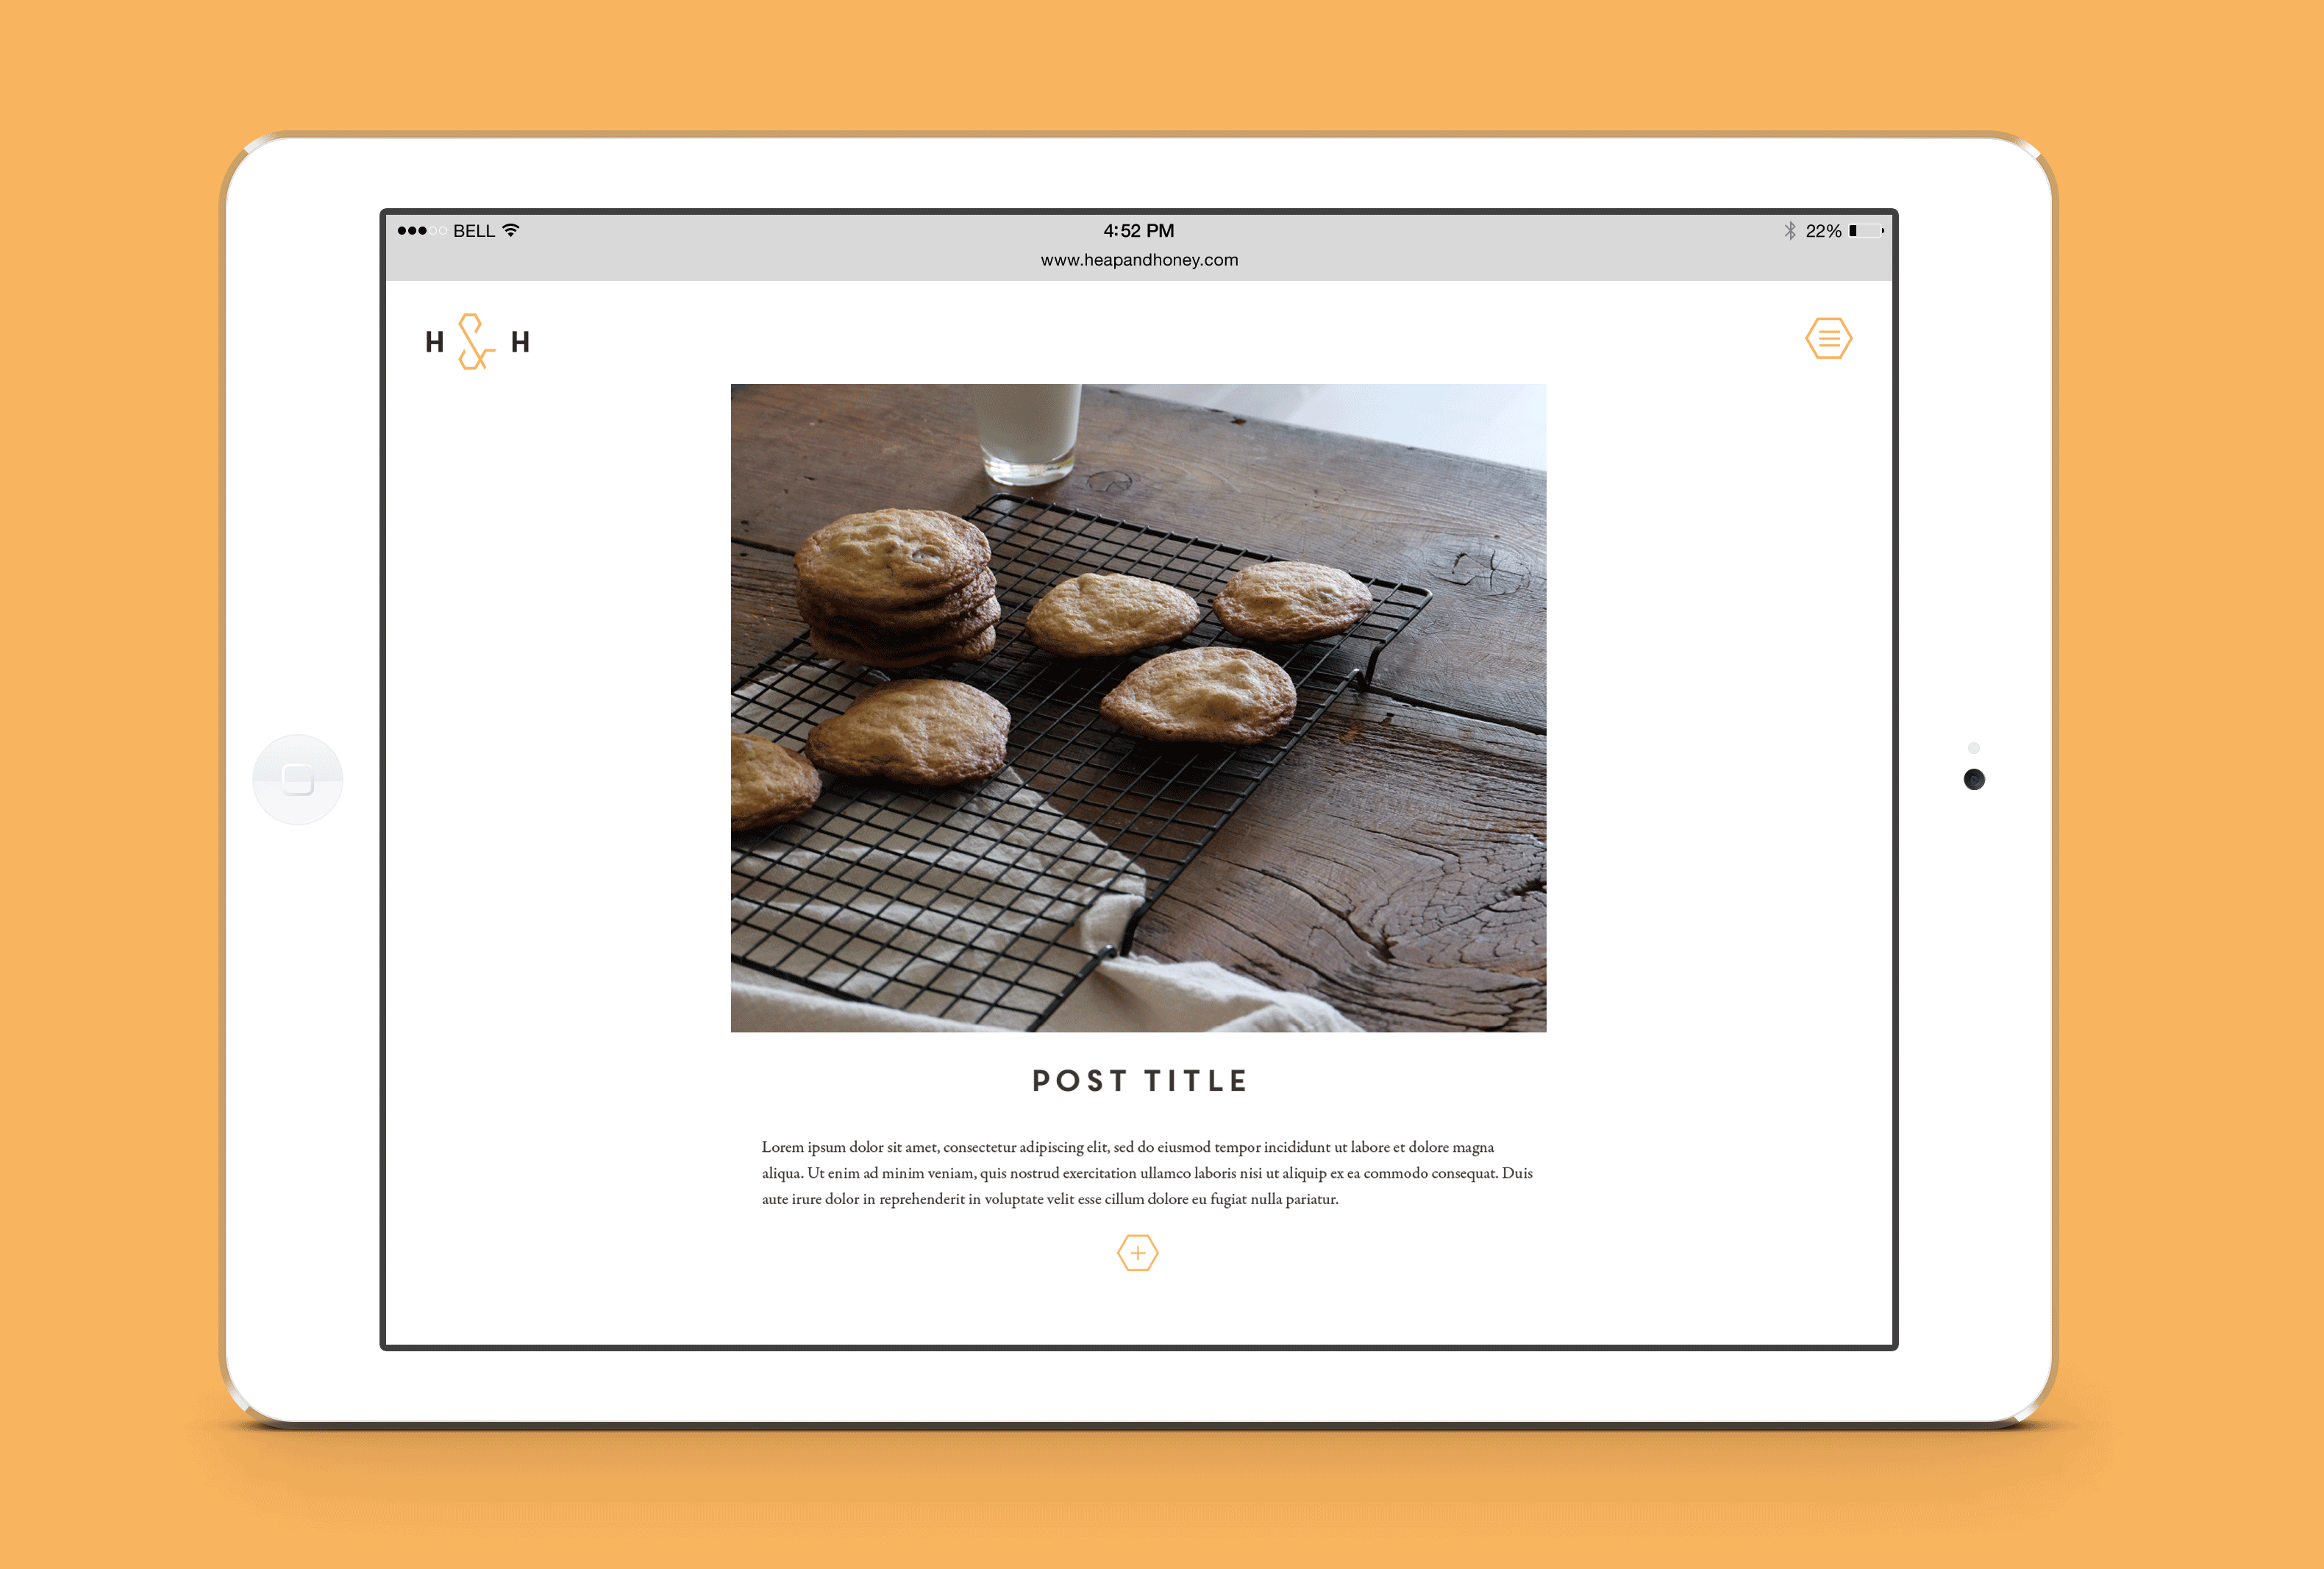 BELL 4:52 PM 22%
www.heapandhoney.com
H & H
POST TITLE
Lorem ipsum dolor sit amet, consectetur adipiscing elit, sed do eiusmod tempor incididunt ut labore et dolore magna
aliqua. Ut enim ad minim veniam, quis nostrud exercitation ullamco laboris nisi ut aliquip ex ea commodo consequat. Duis
aute irure dolor in reprehenderit in voluptate velit esse cillum dolore eu fugiat nulla pariatur.